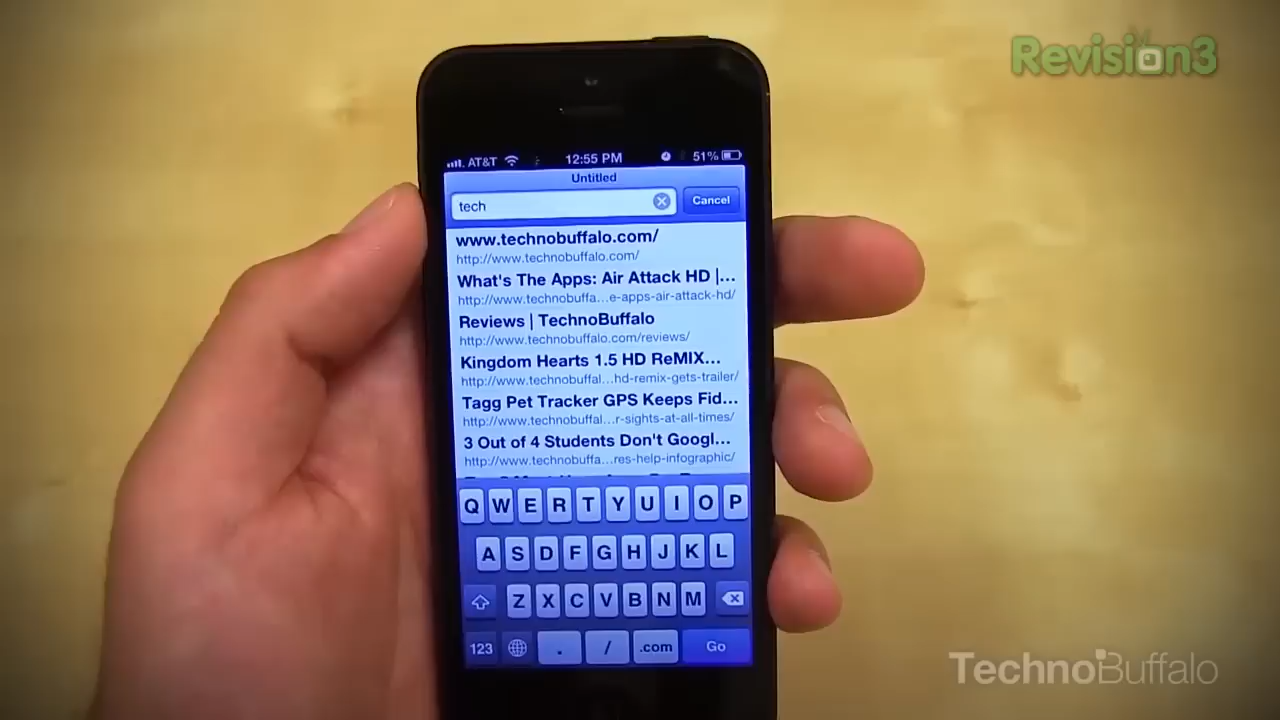 Revision3
AT&T 12:55 PM 51%
Untitled
tech Cancel
www.technobuffalo.com/
http://www.technobuffalo.com/
What's The Apps: Air Attack HD |...
http://www.technobuffa...e-apps-air-attack-hd/
Reviews | TechnoBuffalo
http://www.technobuffalo.com/reviews/
Kingdom Hearts 1.5 HD ReMIX...
http://www.technobuffal...hd-remix-gets-trailer/
Tagg Pet Tracker GPS Keeps Fid...
http://www.technobuffal...r-sights-at-all-times/
3 Out of 4 Students Don't Googl...
http://www.technobuffa...res-help-infographic/
Q W E R T Y U I O P
A S D F G H J K L
Z X C V B N M
123 . / .com Go
TechnoBuffalo